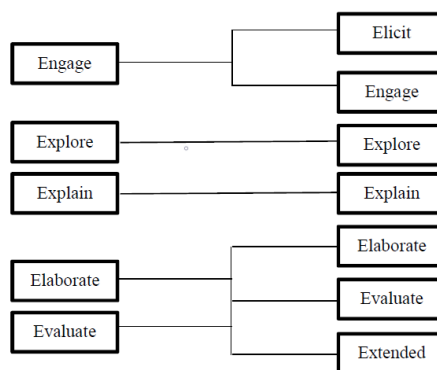 Elicit
Engage
Engage
Explore
Explore
Explain
Explain
Elaborate
Elaborate
Evaluate
Evaluate
Extended